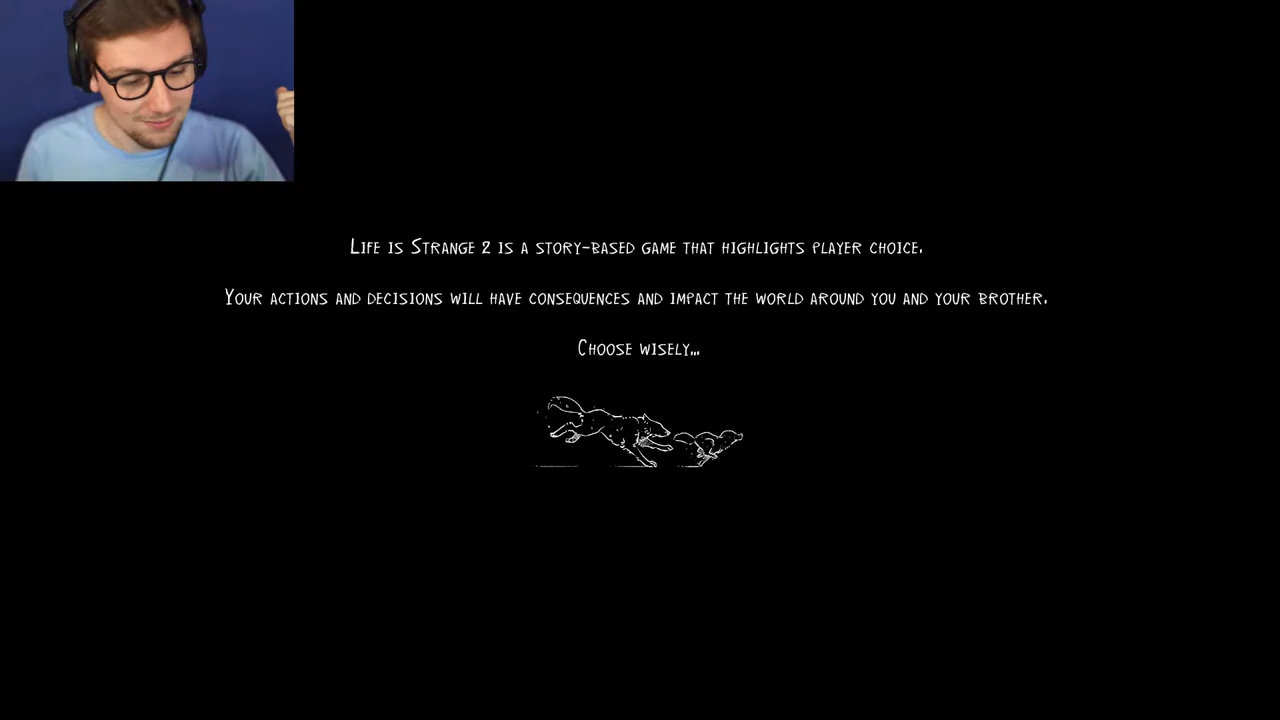 Life is Strange 2 is a story-based game that highlights player choice.
Your actions and decisions will have consequences and impact the world around you and your brother.
Choose wisely...